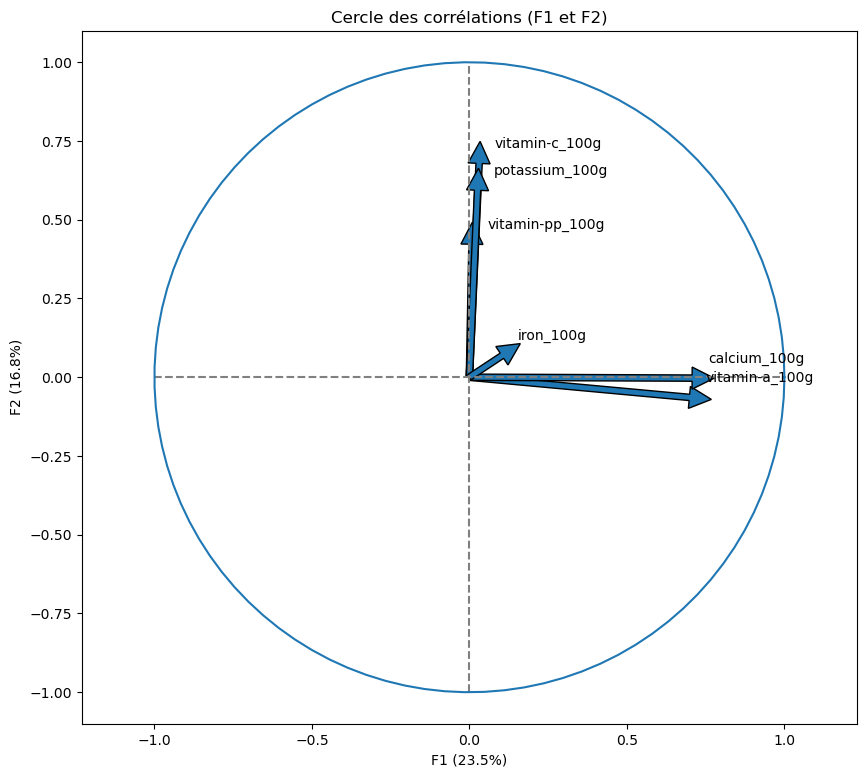 Cercle des corrélations (F1 et F2)
1.00
0.75
0.50
0.25
0.00
−0.25
−0.50
−0.75
−1.00
F2 (16.8%)
vitamin-c_100g
potassium_100g
vitamin-pp_100g
iron_100g
calcium_100g
vitamin-a_100g
−1.0
−0.5
0.0
0.5
1.0
F1 (23.5%)